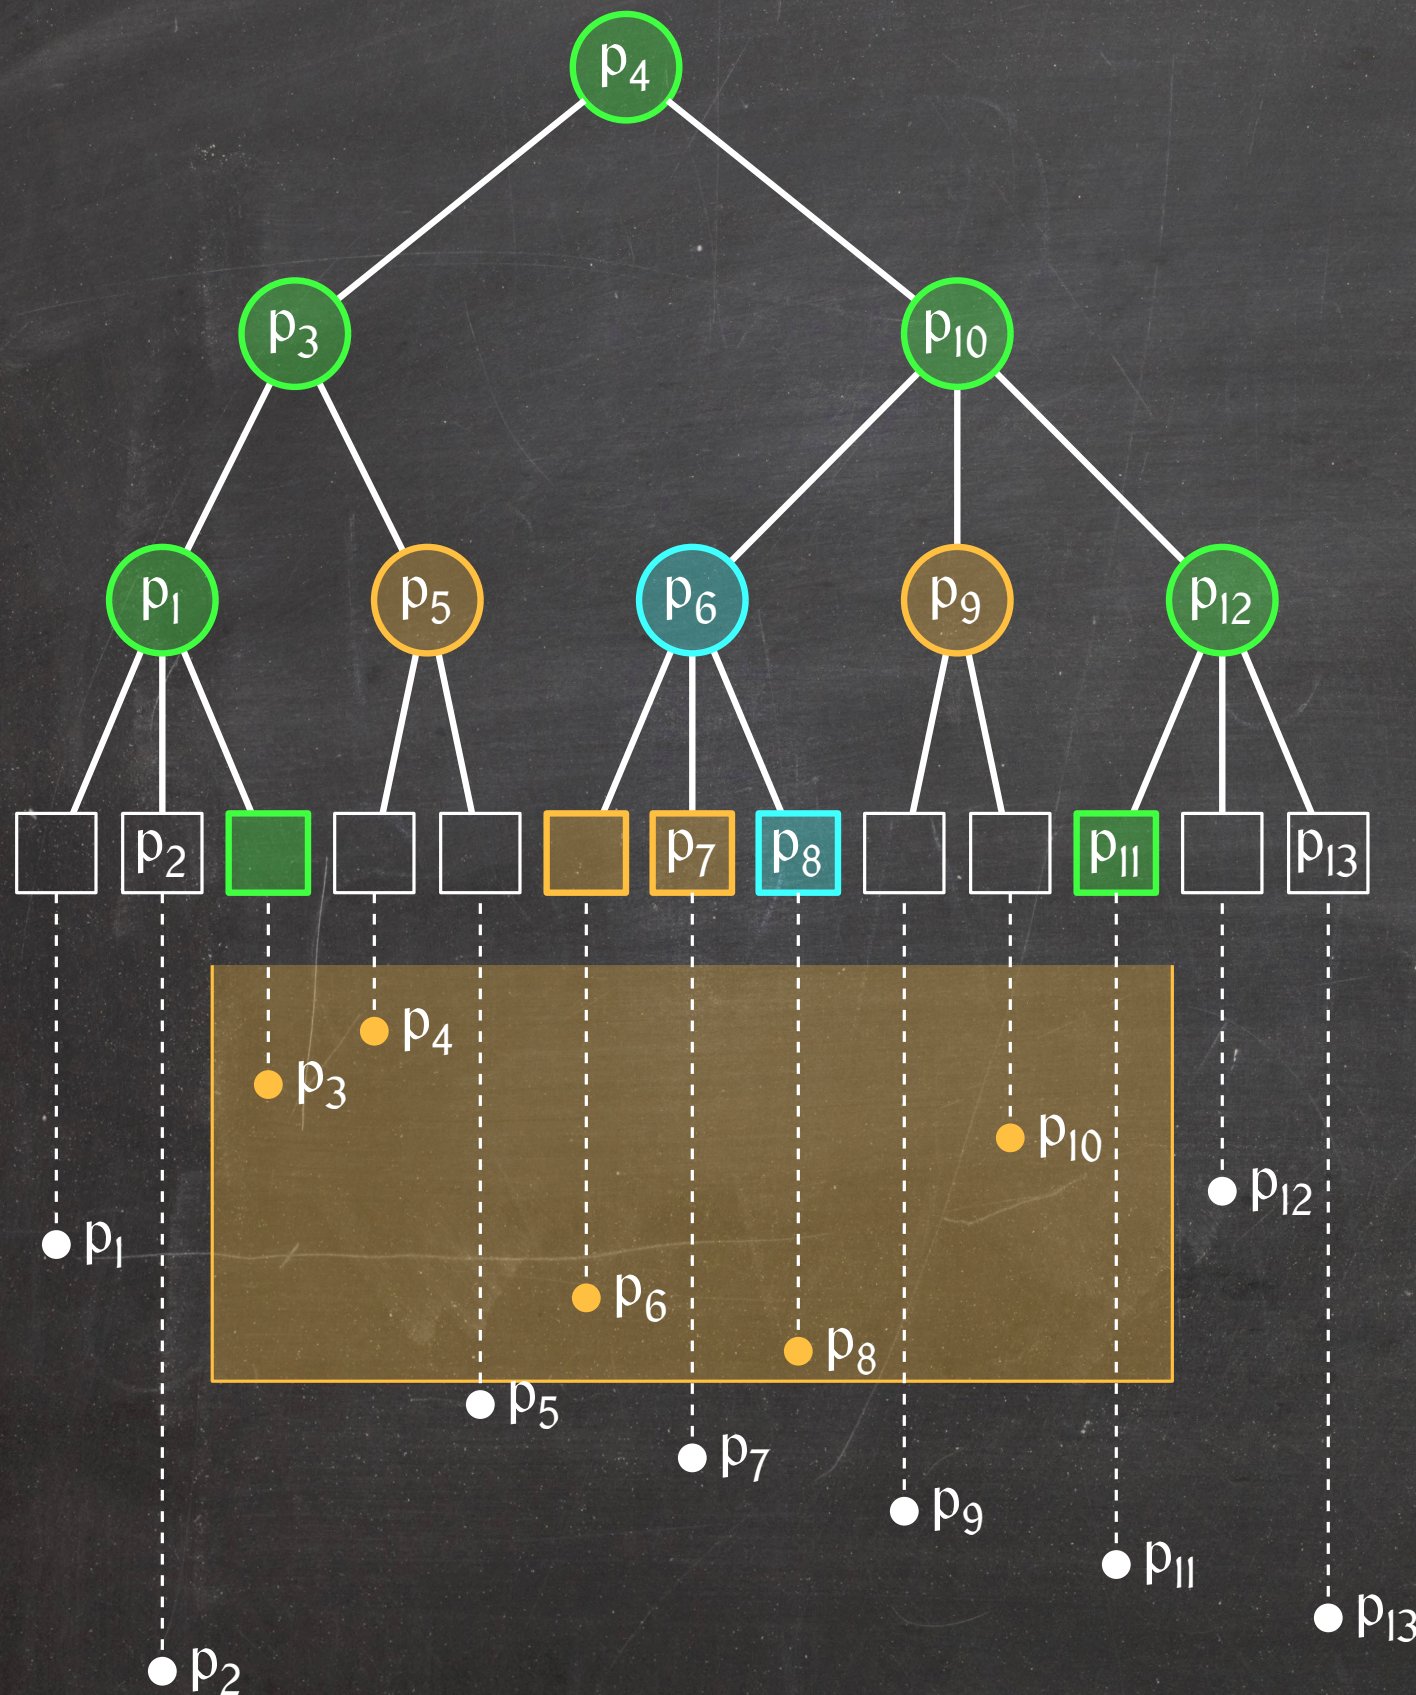 p₄
p₃ p₁₀
p₁ p₅ p₆ p₉ p₁₂
p₂ p₇ p₈ p₁₁ p₁₃
p₄
p₃
p₁₀
p₁₂
p₁
p₆
p₈
p₅
p₇
p₉
p₁₁
p₁₃
p₂